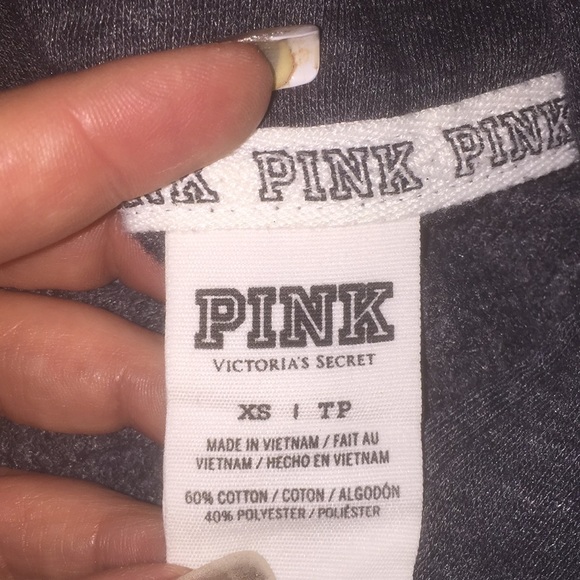 PINK PINK PINK
PINK
VICTORIA'S SECRET
XS | TP
MADE IN VIETNAM / FAIT AU
VIETNAM / HECHO EN VIETNAM
60% COTTON / COTON / ALGODÓN
40% POLYESTER / POLIÉSTER